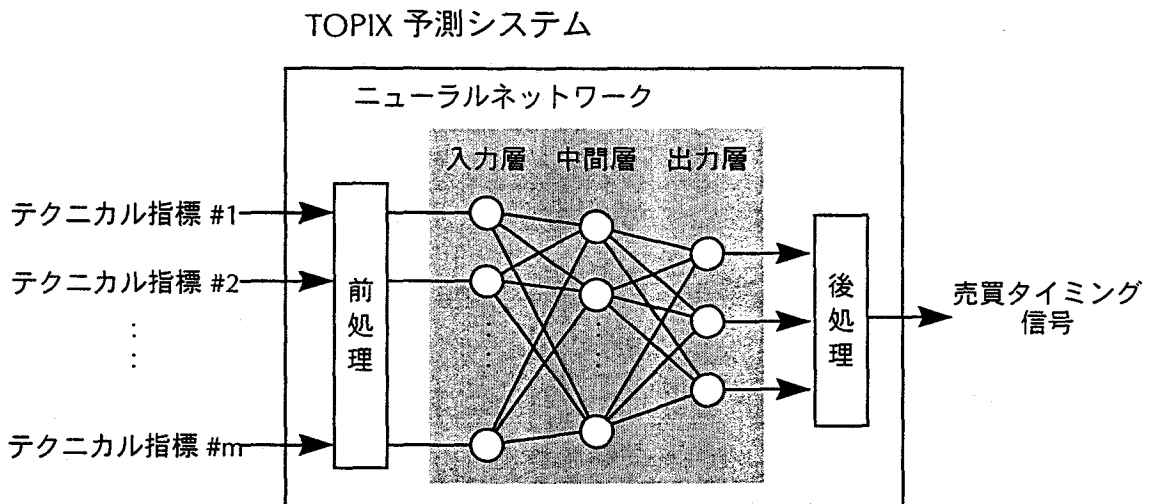 TOPIX 予測システム
ニューラルネットワーク
入力層 中間層 出力層
テクニカル指標 #1
テクニカル指標 #2
テクニカル指標 #m
前処理
後処理
売買タイミング
信号